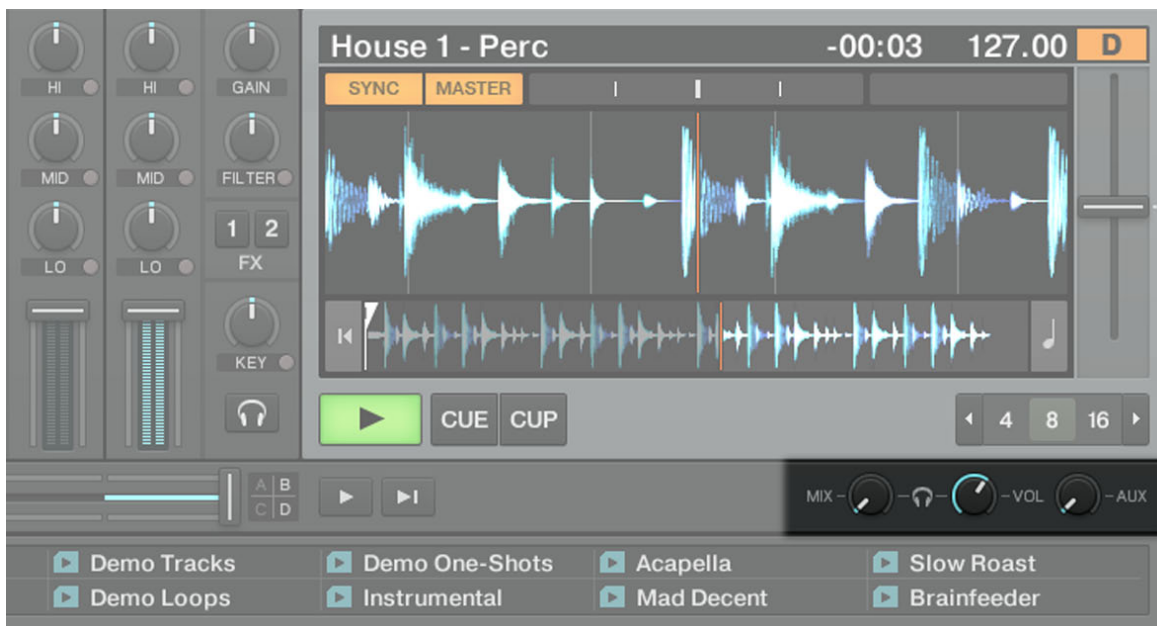 House 1 - Perc -00:03 127.00 D
HI HI GAIN
SYNC MASTER
MID MID FILTER
1 2
LO LO FX
KEY
CUE CUP 4 8 16
A B
C D
MIX VOL AUX
Demo Tracks Demo One-Shots Acapella Slow Roast
Demo Loops Instrumental Mad Decent Brainfeeder